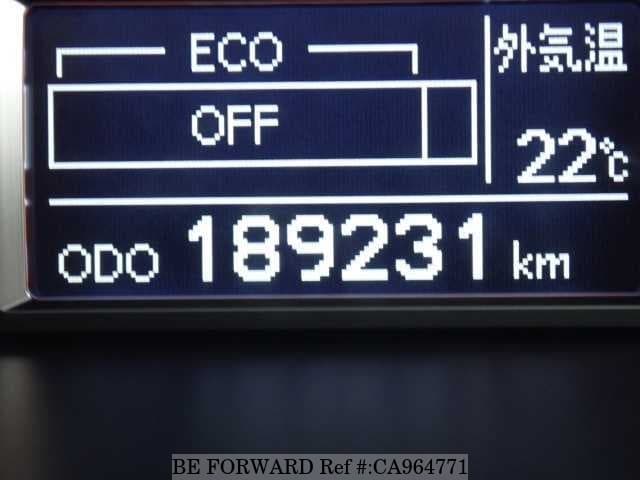 ECO
外気温
OFF
22℃
ODO 189231 km
BE FORWARD Ref #:CA964771